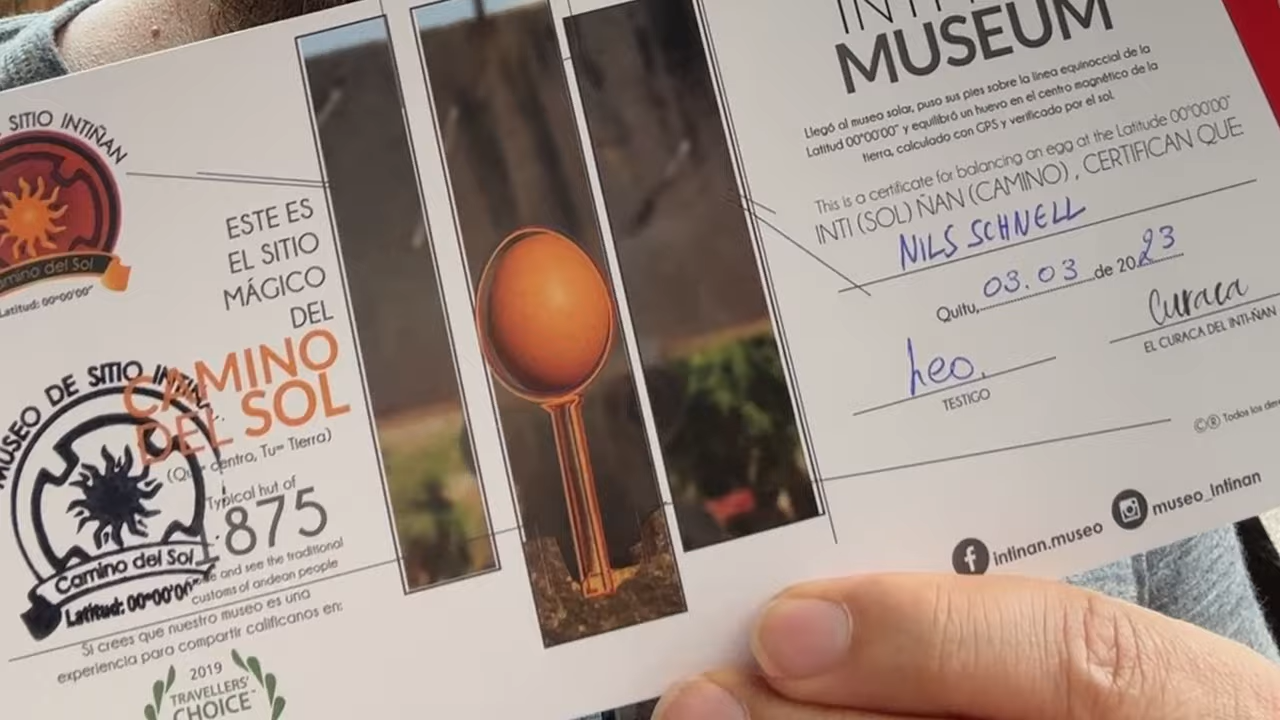 SITIO INTIÑAN
Camino del Sol
Latitud: 00°00'00"
ESTE ES
EL SITIO
MÁGICO
DEL
CAMINO
DEL SOL
dentro, Tu= Tierra)
Typical hut of
1875
and see the traditional
customs of andean people
MUSEO DE SITIO INTIÑAN
Camino del Sol
Latitud: 00°00'00"
Si crees que nuestro museo es una
experiencia para compartir califícanos en:
2019
TRAVELLERS'
CHOICE
MUSEUM
Llegó al museo solar, puso sus pies sobre la línea equinoccial de la
Latitud 00°00'00" y equilibró un huevo en el centro magnético de la
tierra, calculado con GPS y verificado por el sol.
This is a certificate for balancing an egg at the Latitude 00°00'00"
INTI (SOL) ÑAN (CAMINO) , CERTIFICAN QUE
NILS SCHNELL
Quitu, 03.03 de 2023
Leo.
TESTIGO
Curaca
EL CURACA DEL INTI-ÑAN
©® Todos los
intinan.museo
museo_intinan